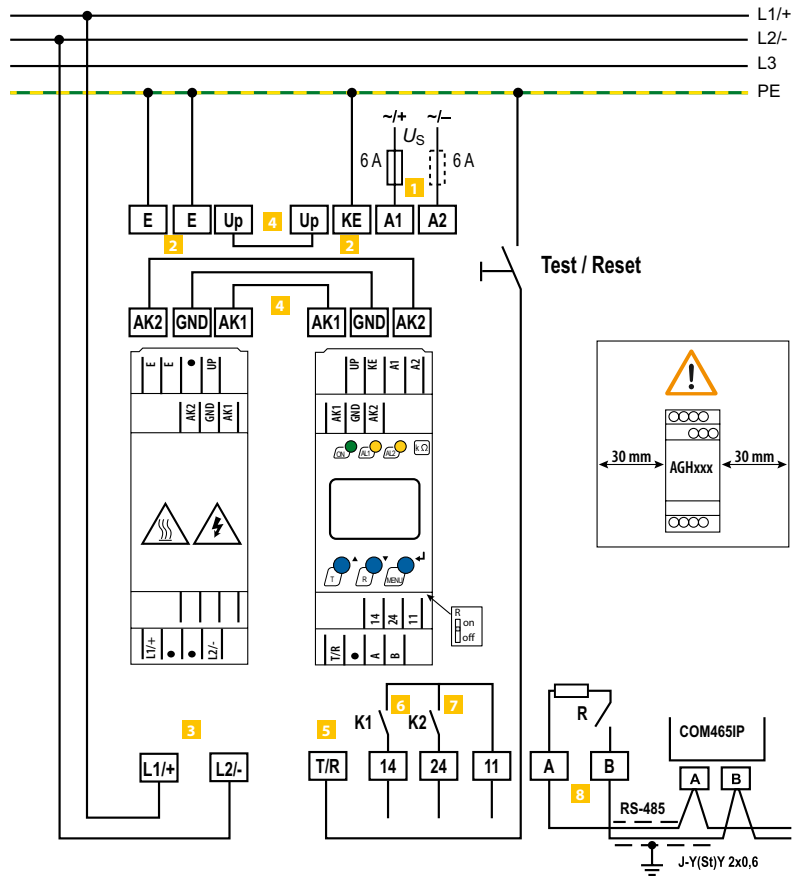 L1/+
L2/-
L3
PE
~/+ ~/–
US
6 A 6 A
1
E E Up 4 Up KE A1 A2
2 2
Test / Reset
4
AK2 GND AK1 AK1 GND AK2
E E UP UP KE A1 A2
AK2 GND AK1 AK1 GND AK2
ON AL1 AL2 kΩ
!
30 mm AGHxxx 30 mm
T R MENU
14 24 11
R
on
off
L1/+ L2/- T/R A B
6 7
3 5 K1 K2 R
COM465IP
L1/+ L2/- T/R 14 24 11 A B
A B
8
RS-485
J-Y(St)Y 2x0,6